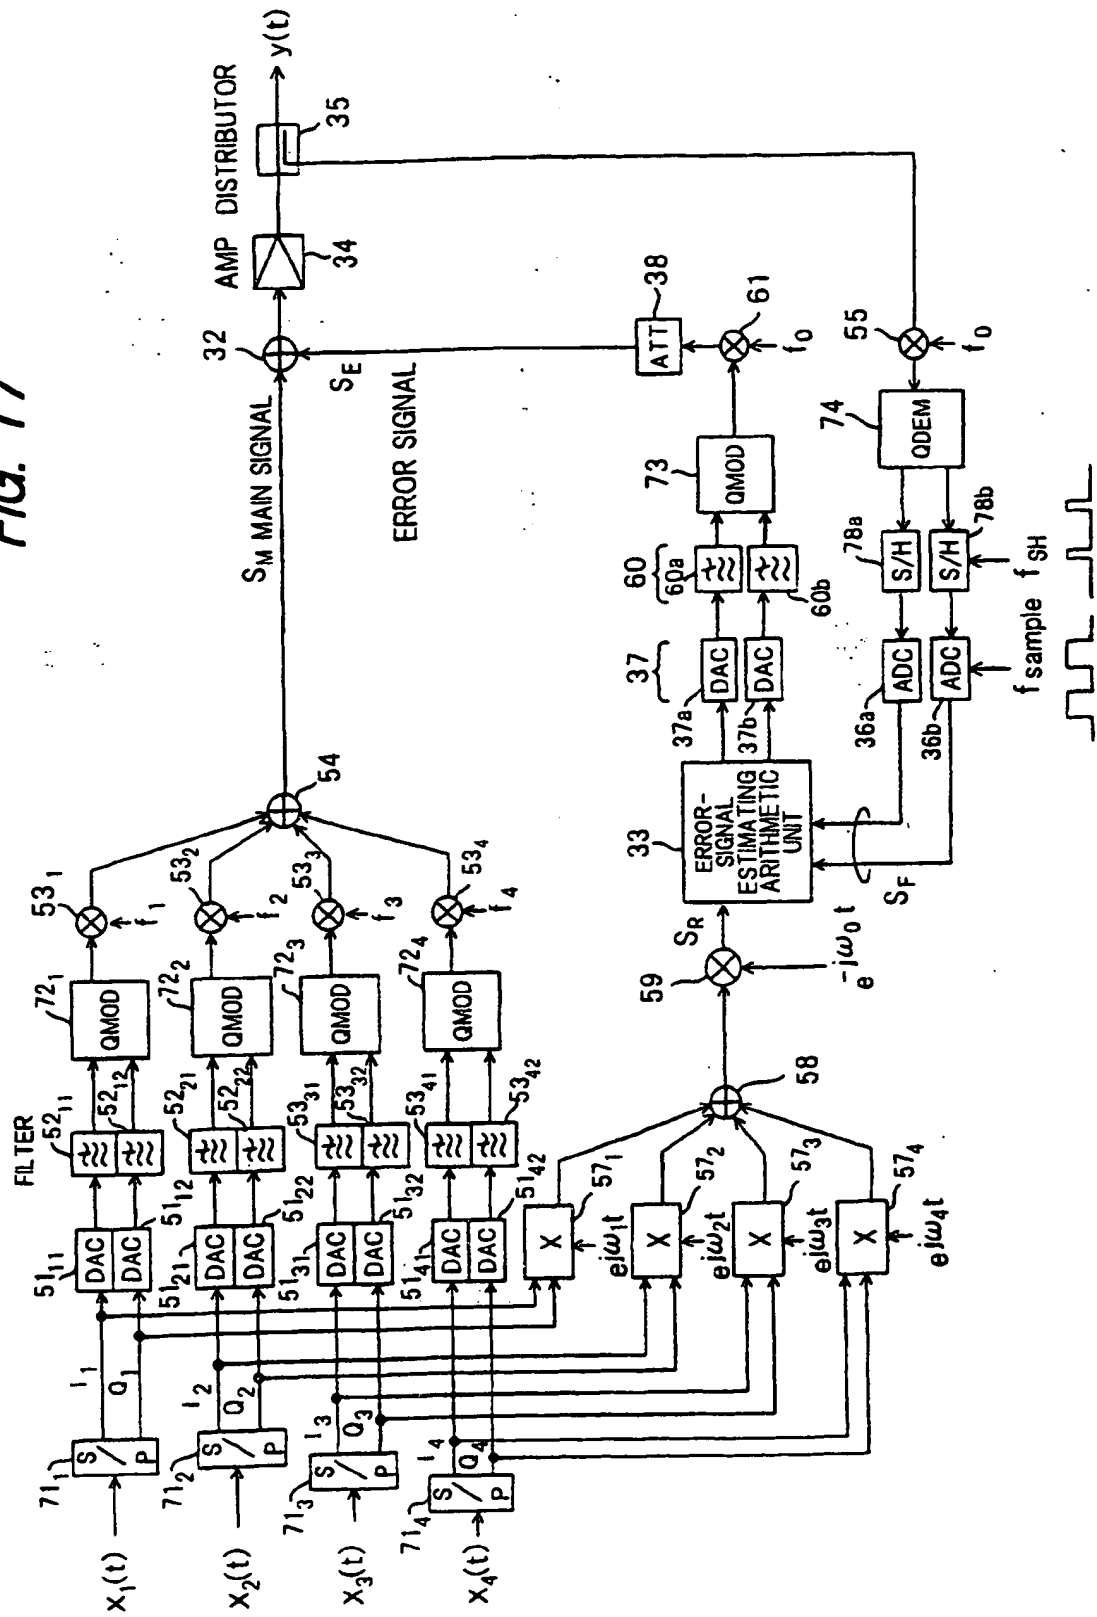 FIG. 17
X1(t)
X2(t)
X3(t)
X4(t)
711
S/P
712
S/P
713
S/P
714
S/P
I1
Q1
I2
Q2
I3
Q3
I4
Q4
5111
DAC
DAC
5112
5121
DAC
DAC
5122
5131
DAC
DAC
5132
5141
DAC
DAC
5142
FILTER
5211
5212
5221
5222
5331
5332
5341
5342
721
QMOD
722
QMOD
723
QMOD
724
QMOD
531
f1
532
f2
533
f3
534
f4
54
SM MAIN SIGNAL
32
AMP
34
DISTRIBUTOR
35
y(t)
SE
ERROR SIGNAL
X
571
ejω1t
X
572
ejω2t
X
573
ejω3t
X
574
ejω4t
58
59
e-jω0t
SR
33
ERROR-
SIGNAL
ESTIMATING
ARITHMETIC
UNIT
SF
37
37a
DAC
37b
DAC
60
60a
60b
73
QMOD
61
f0
38
ATT
55
f0
74
QDEM
78a
S/H
S/H
78b
fSH
36a
ADC
36b
ADC
fsample